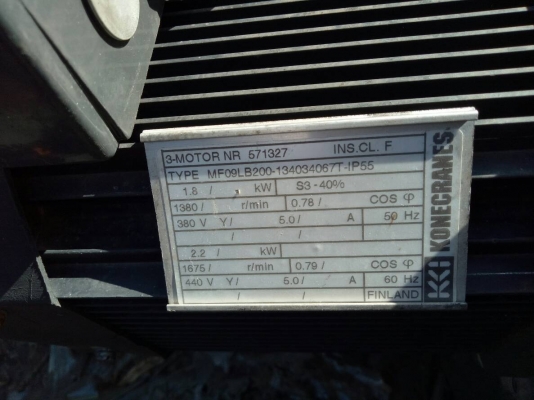 3-MOTOR NR 571327 INS.CL. F
TYPE MF09LB200-134034067T-IP55
1.8 / kW S3-40%
1380 / r/min 0.78 / COS φ
380 V Y/ 5.0 / A 50 Hz
/ / /
2.2 / kW
1675 / r/min 0.79 / COS φ
440 V Y/ 5.0 / A 60 Hz
/ / FINLAND
KONECRANES